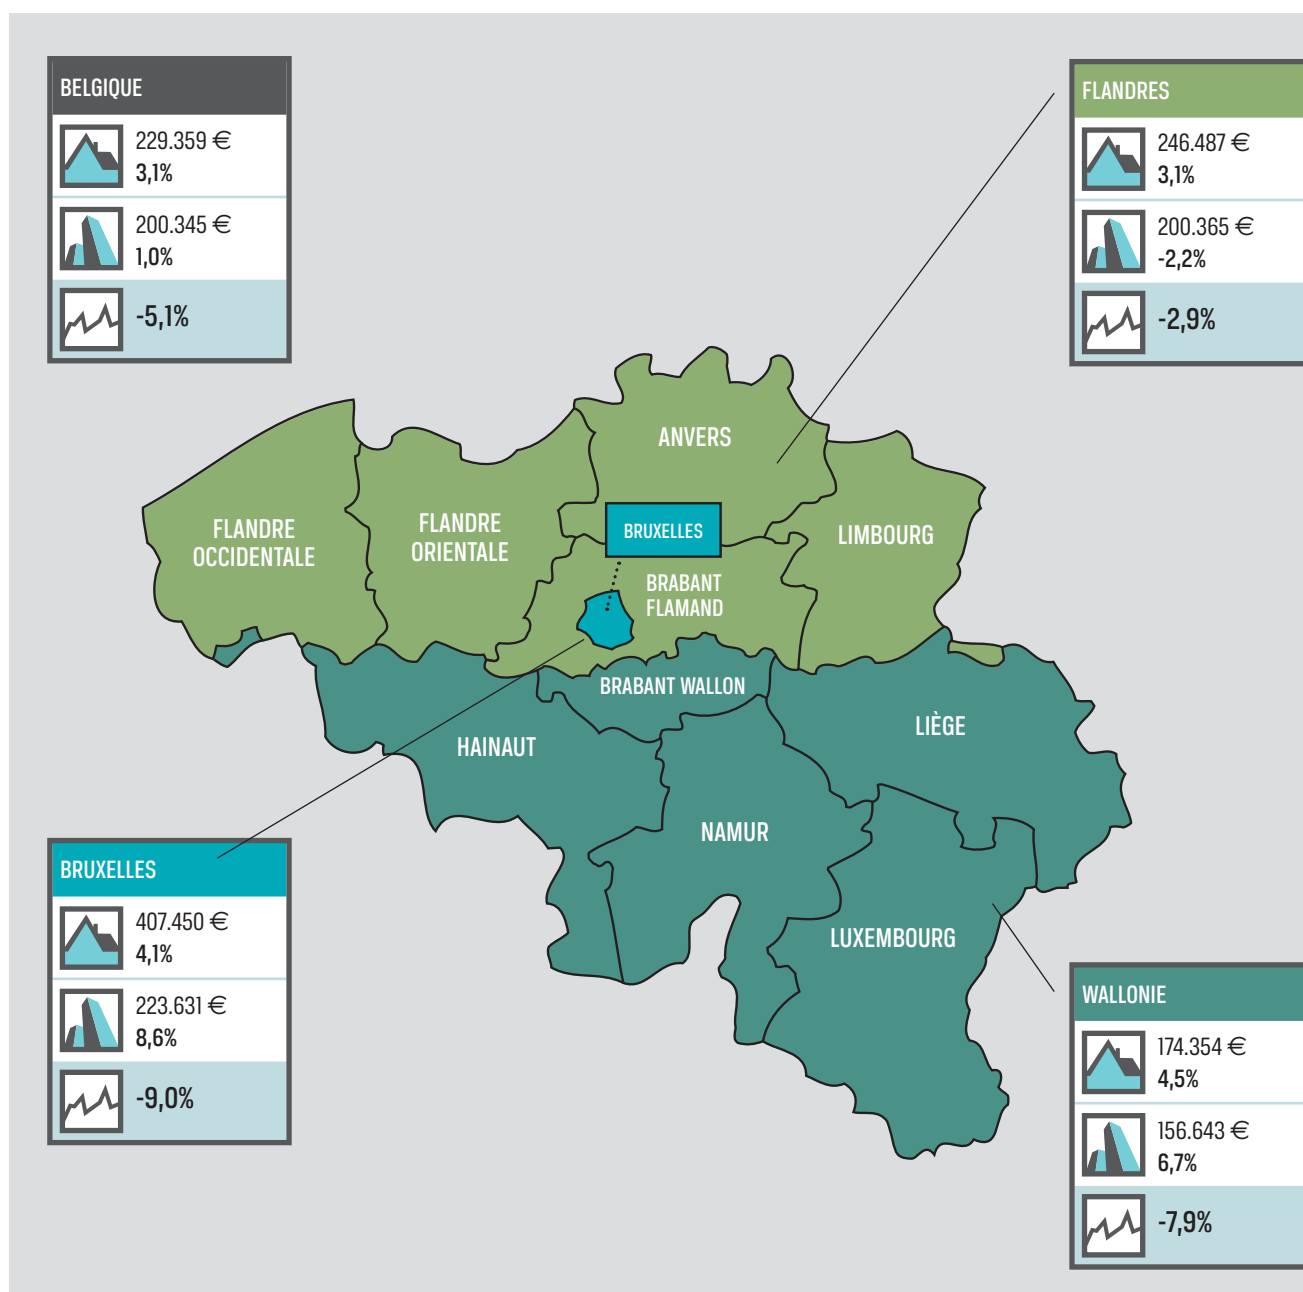 BELGIQUE
229.359 €
3,1%
200.345 €
1,0%
-5,1%
FLANDRES
246.487 €
3,1%
200.365 €
-2,2%
-2,9%
ANVERS
FLANDRE
OCCIDENTALE
FLANDRE
ORIENTALE
BRUXELLES
LIMBOURG
BRABANT
FLAMAND
BRABANT WALLON
HAINAUT
LIÈGE
NAMUR
LUXEMBOURG
BRUXELLES
407.450 €
4,1%
223.631 €
8,6%
-9,0%
WALLONIE
174.354 €
4,5%
156.643 €
6,7%
-7,9%